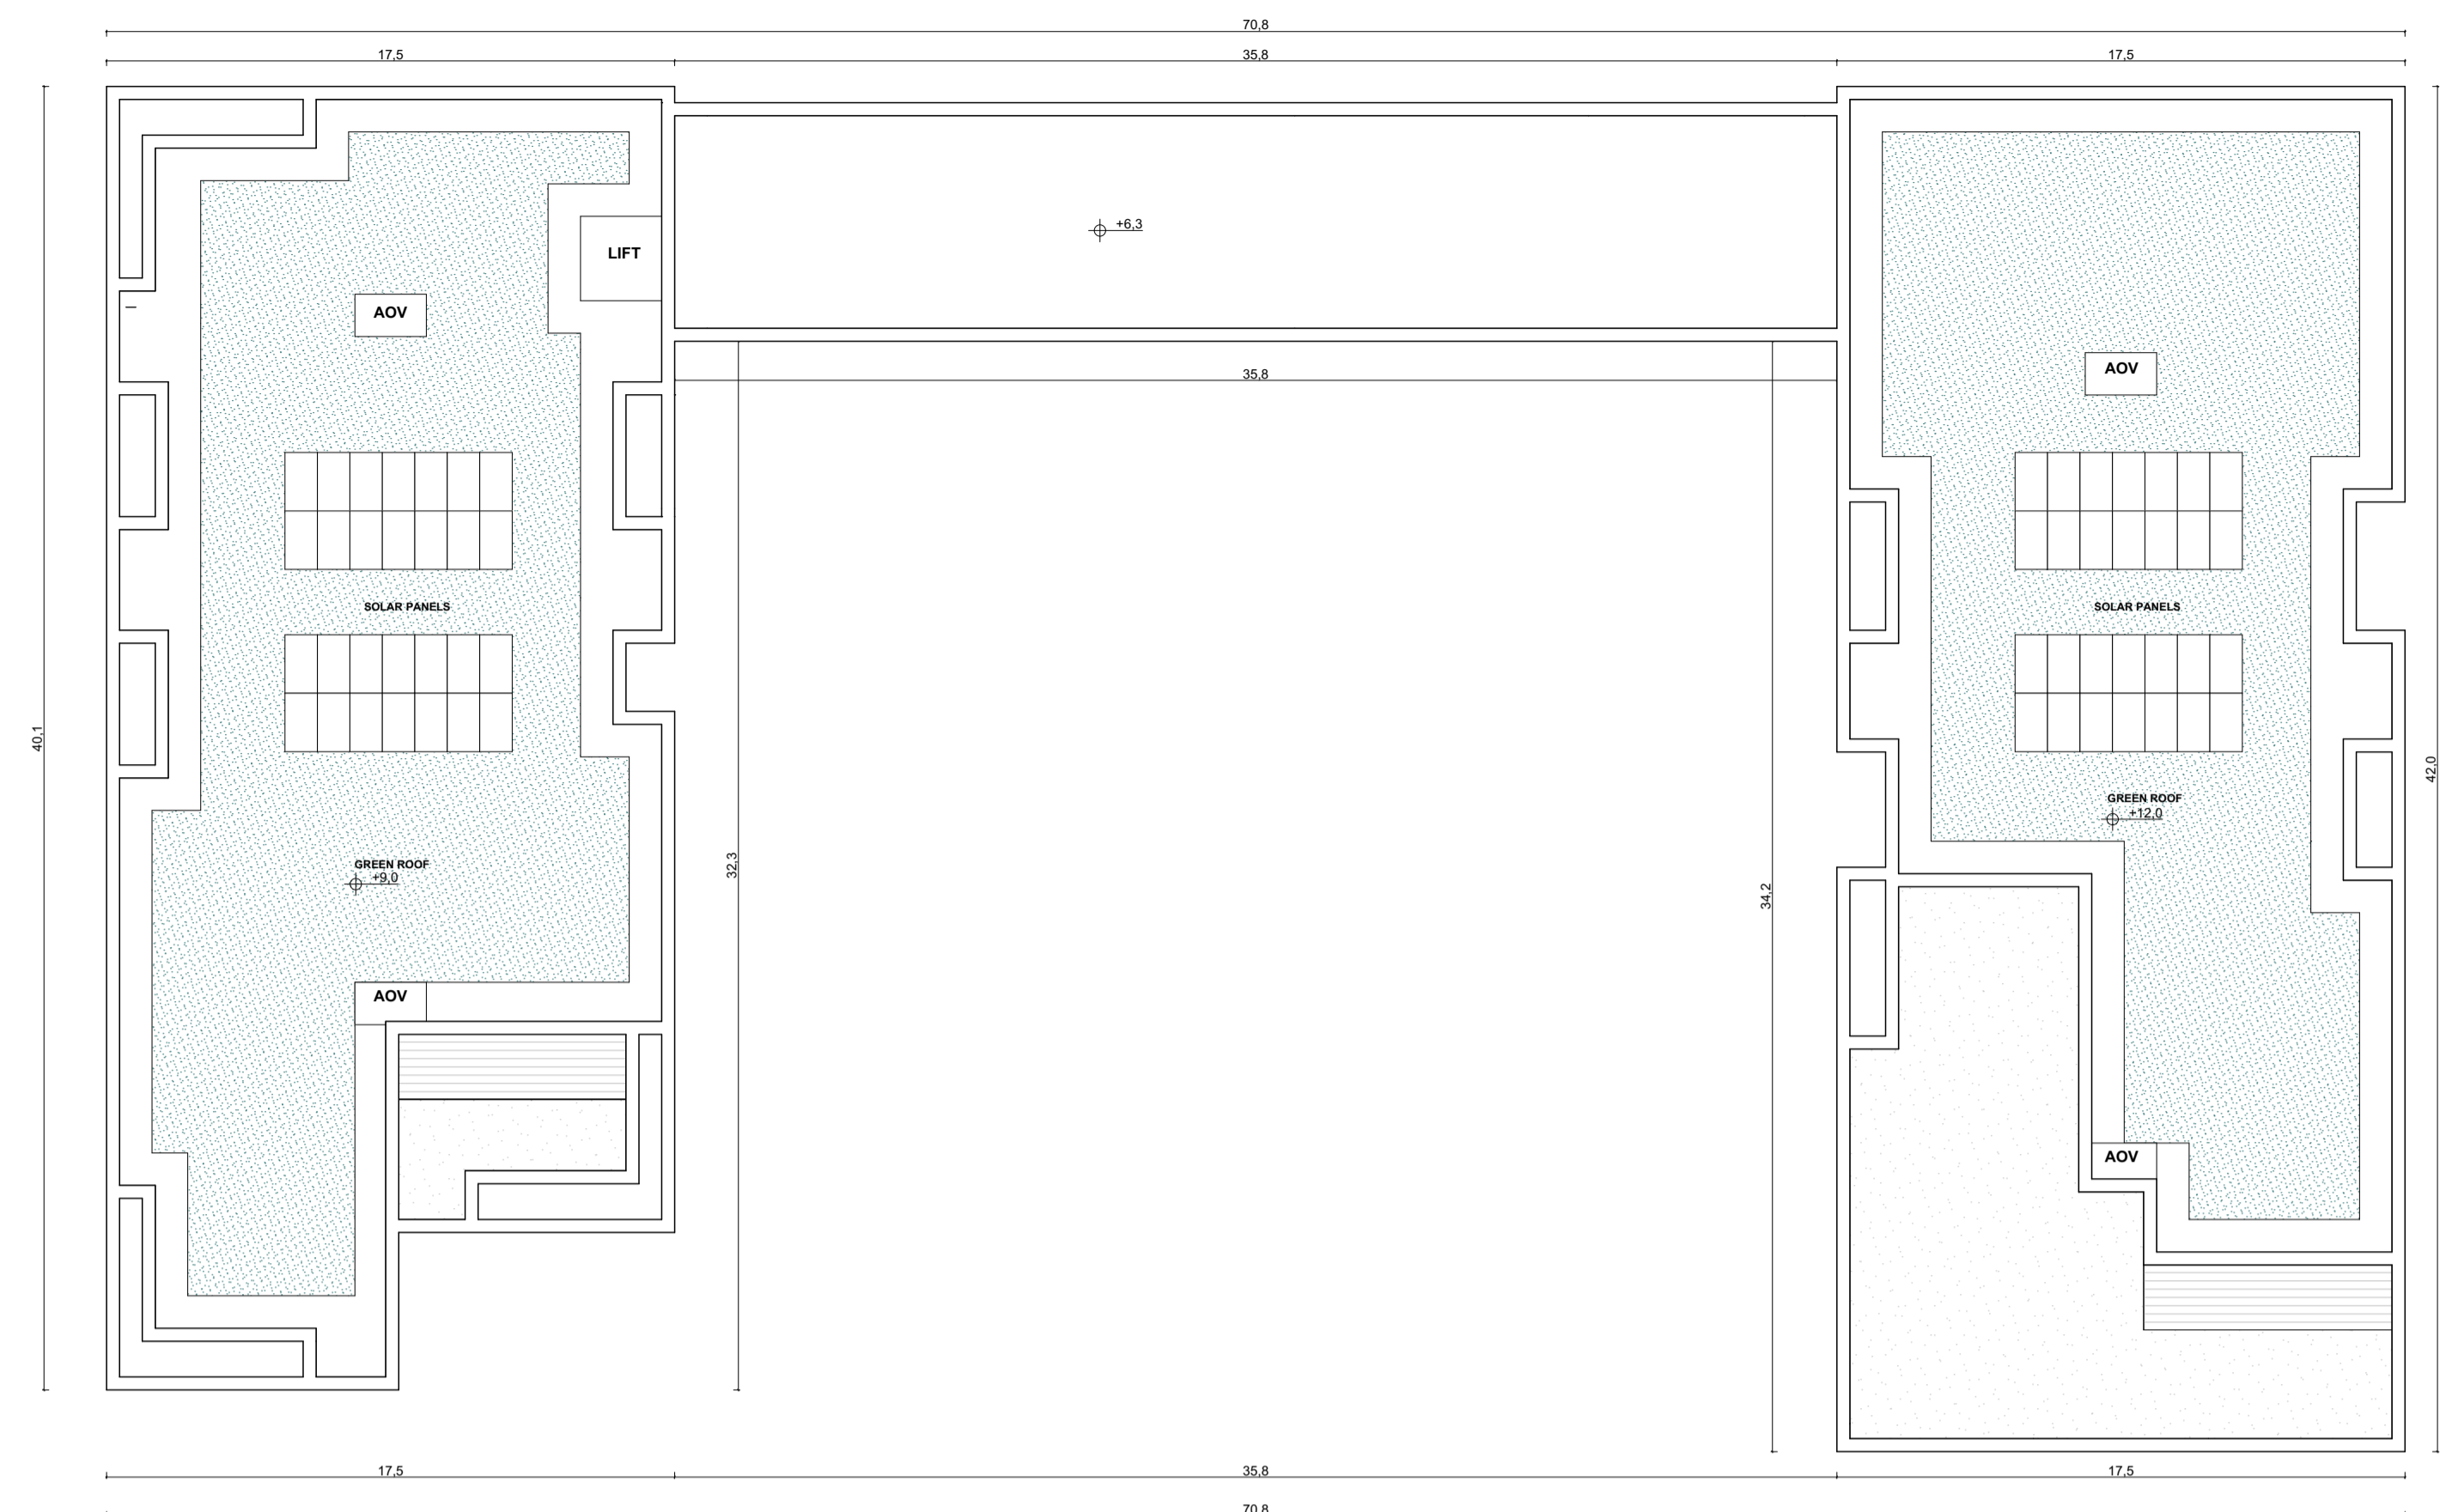 70,8
17,5
35,8
17,5
+6,3
LIFT
AOV
35,8
AOV
SOLAR PANELS
SOLAR PANELS
40,1
42,0
GREEN ROOF
+12,0
GREEN ROOF
+9,0
32,3
34,2
AOV
AOV
17,5
35,8
17,5
70,8